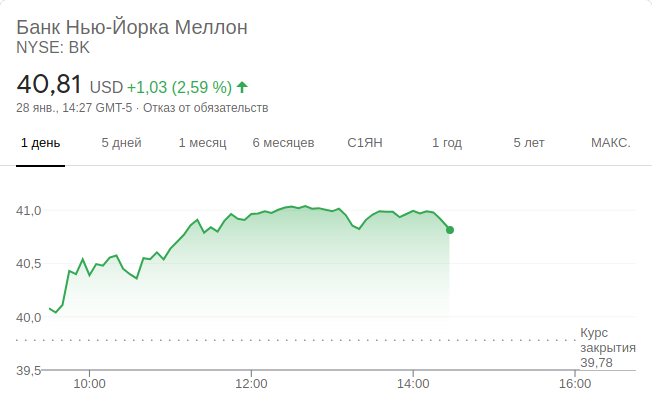 Банк Нью-Йорка Меллон
NYSE: BK
40,81 USD +1,03 (2,59 %)
28 янв., 14:27 GMT-5 · Отказ от обязательств
1 день 5 дней 1 месяц 6 месяцев С1ЯН 1 год 5 лет МАКС.
41,0
40,5
40,0
Курс
закрытия
39,78
39,5
10:00 12:00 14:00 16:00